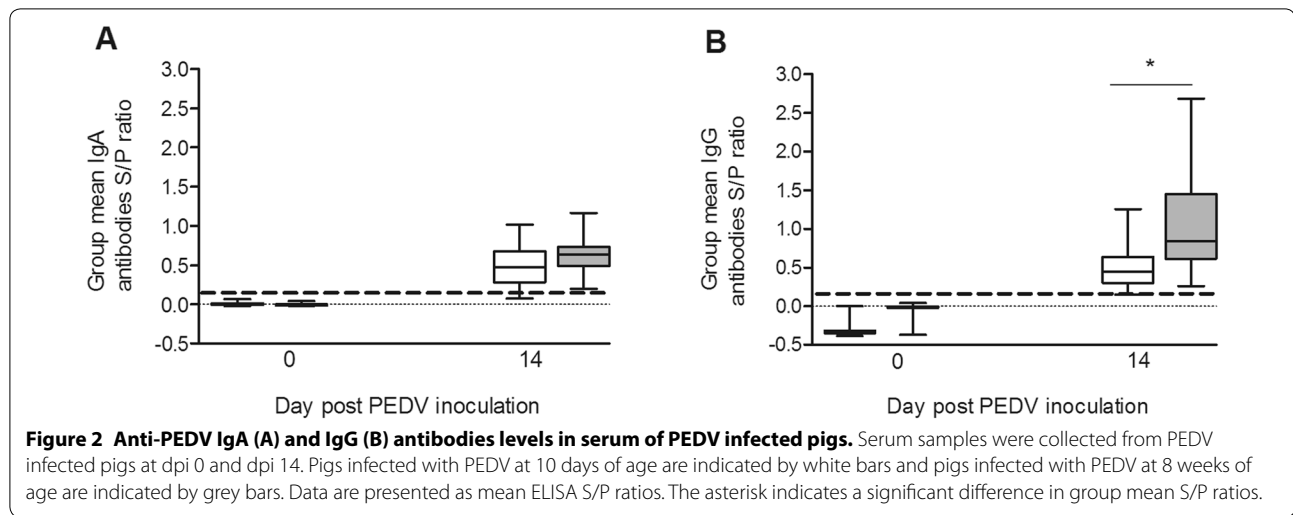 A
Group mean IgA
antibodies S/P ratio
3.0
2.5
2.0
1.5
1.0
0.5
0.0
-0.5
0
14
Day post PEDV inoculation
B
Group mean IgG
antibodies S/P ratio
3.0
2.5
2.0
1.5
1.0
0.5
0.0
-0.5
*
0
14
Day post PEDV inoculation
Figure 2 Anti-PEDV IgA (A) and IgG (B) antibodies levels in serum of PEDV infected pigs. Serum samples were collected from PEDV
infected pigs at dpi 0 and dpi 14. Pigs infected with PEDV at 10 days of age are indicated by white bars and pigs infected with PEDV at 8 weeks of
age are indicated by grey bars. Data are presented as mean ELISA S/P ratios. The asterisk indicates a significant difference in group mean S/P ratios.